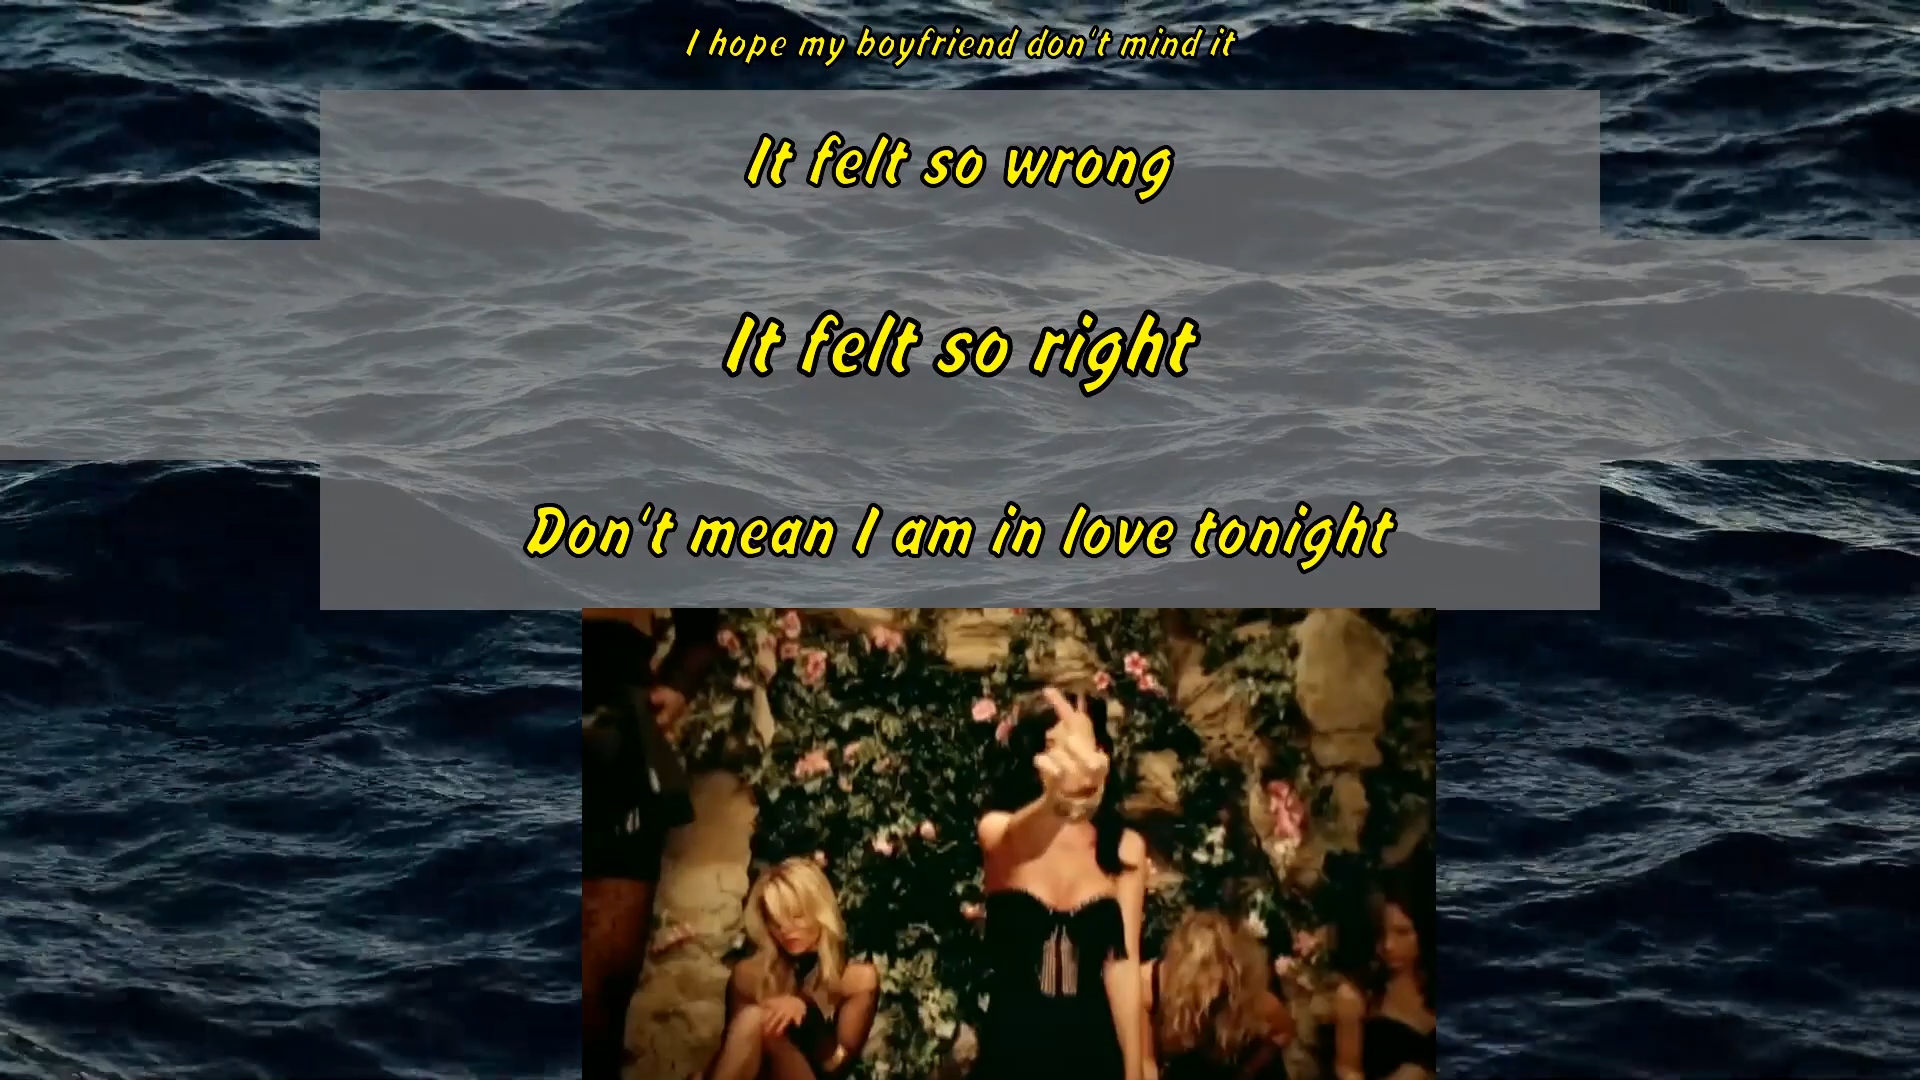 I hope my boyfriend don't mind it
It felt so wrong
It felt so right
Don't mean I am in love tonight